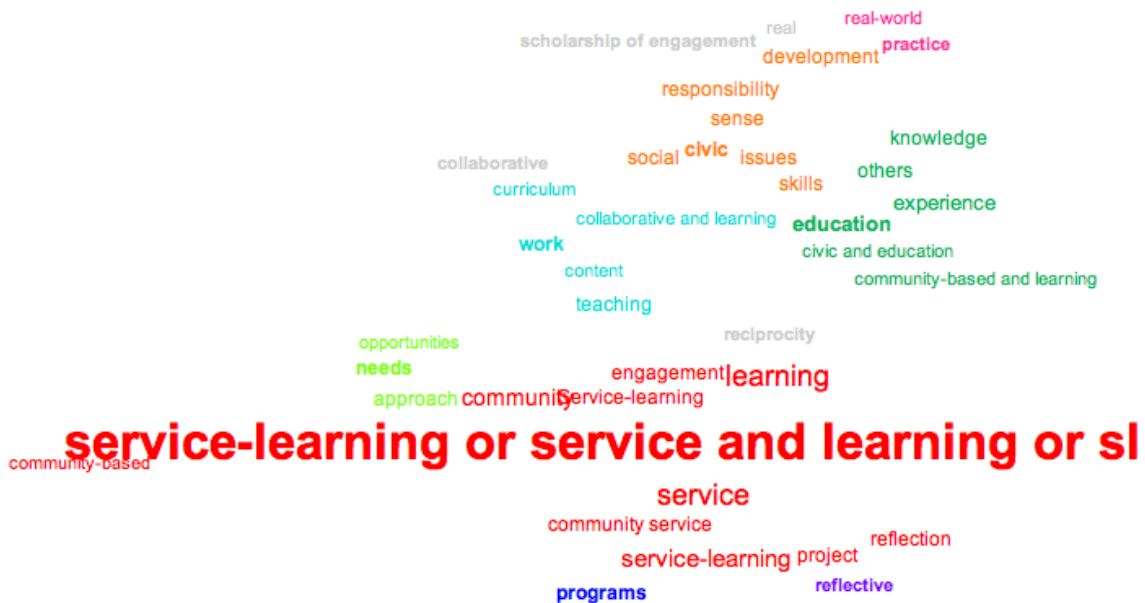 real-world
real
scholarship of engagement
practice
development
responsibility
sense
knowledge
civic
social
issues
collaborative
others
skills
curriculum
experience
collaborative and learning
education
work
civic and education
content
community-based and learning
teaching
reciprocity
opportunities
needs
engagement
learning
approach
community
Service-learning
service-learning or service and learning or sl
community-based
service
community service
reflection
service-learning
project
reflective
programs